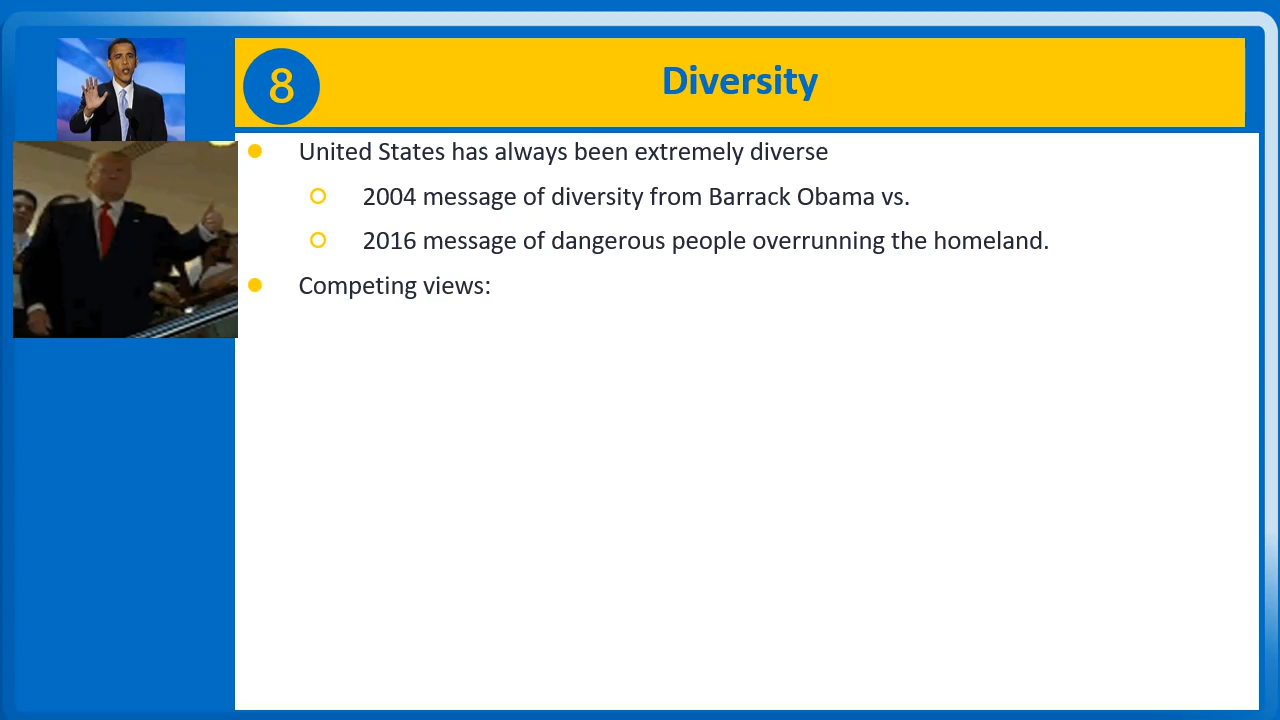 8
Diversity
United States has always been extremely diverse
2004 message of diversity from Barrack Obama vs.
2016 message of dangerous people overrunning the homeland.
Competing views: